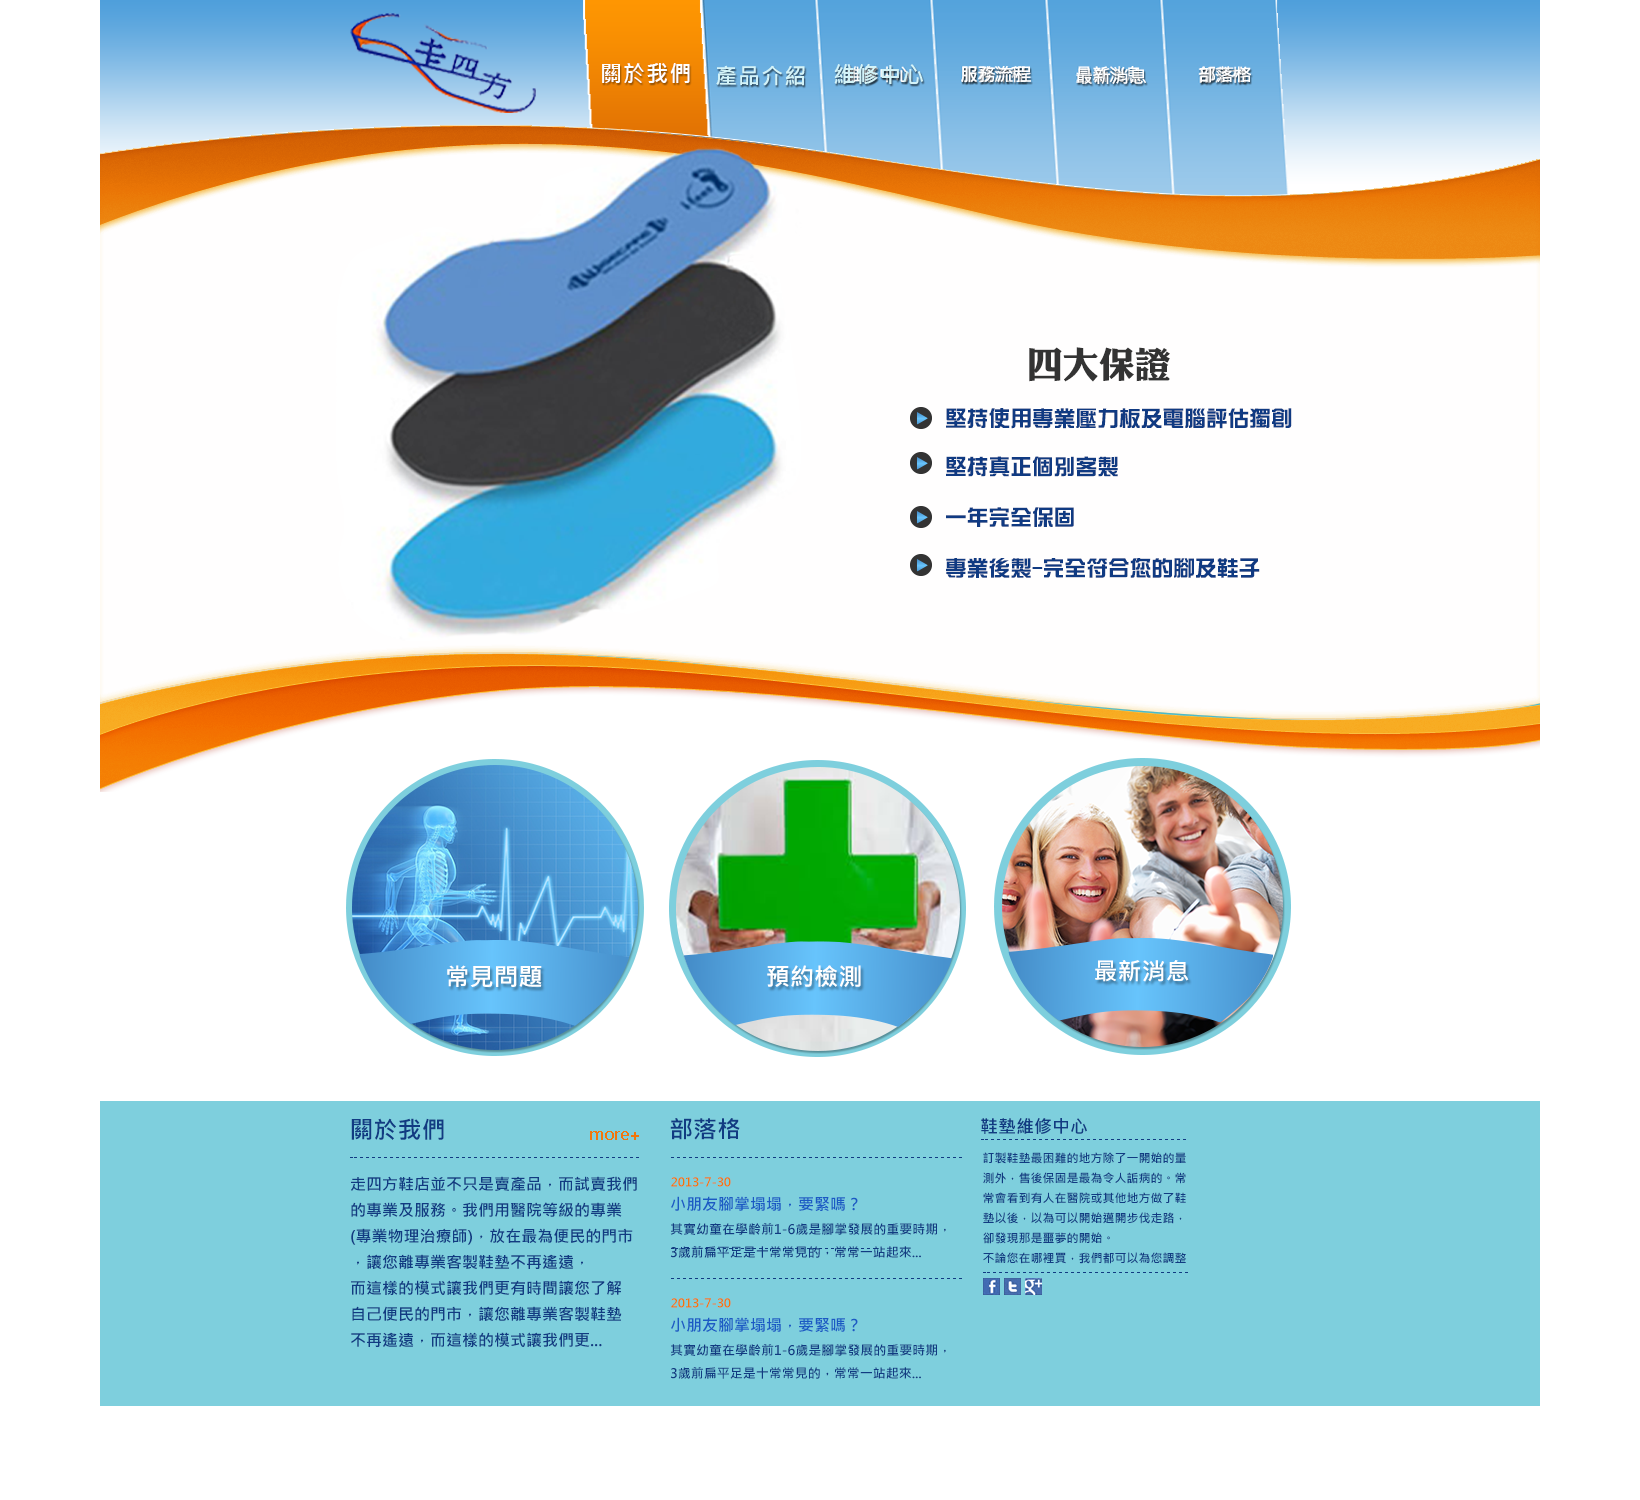 走四方
關於我們
產品介紹
維修中心
服務流程
最新消息
部落格
四大保證
堅持使用專業壓力板及電腦評估獨創
堅持真正個別客製
一年完全保固
專業後製-完全符合您的腳及鞋子
常見問題
預約檢測
最新消息
關於我們
more+
走四方鞋店並不只是賣產品，而試賣我們
的專業及服務。我們用醫院等級的專業
(專業物理治療師)，放在最為便民的門市
，讓您離專業客製鞋墊不再遙遠，
而這樣的模式讓我們更有時間讓您了解
自己便民的門市，讓您離專業客製鞋墊
不再遙遠，而這樣的模式讓我們更...
部落格
2013-7-30
小朋友腳掌塌塌，要緊嗎？
其實幼童在學齡前1-6歲是腳掌發展的重要時期，
3歲前扁平足是十常常見的，常常一站起來...
2013-7-30
小朋友腳掌塌塌，要緊嗎？
其實幼童在學齡前1-6歲是腳掌發展的重要時期，
3歲前扁平足是十常常見的，常常一站起來...
鞋墊維修中心
訂製鞋墊最困難的地方除了一開始的量
測外，售後保固是最為令人詬病的。常
常會看到有人在醫院或其他地方做了鞋
墊以後，以為可以開始邁開步伐走路，
卻發現那是噩夢的開始。
不論您在哪裡買，我們都可以為您調整